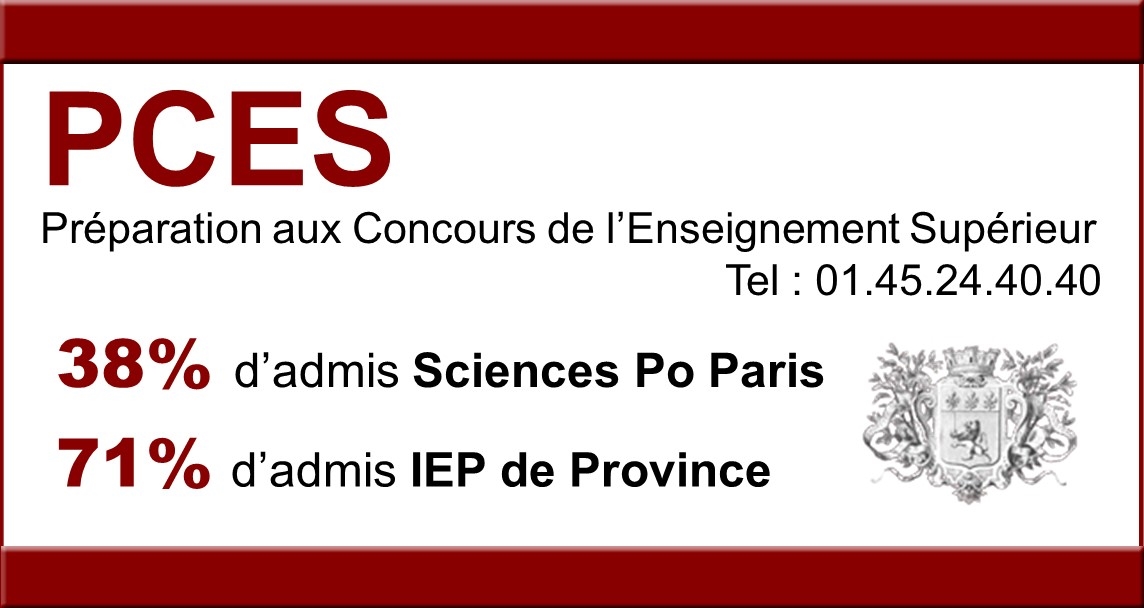 PCES
Préparation aux Concours de l’Enseignement Supérieur
Tel : 01.45.24.40.40
38% d’admis Sciences Po Paris
71% d’admis IEP de Province